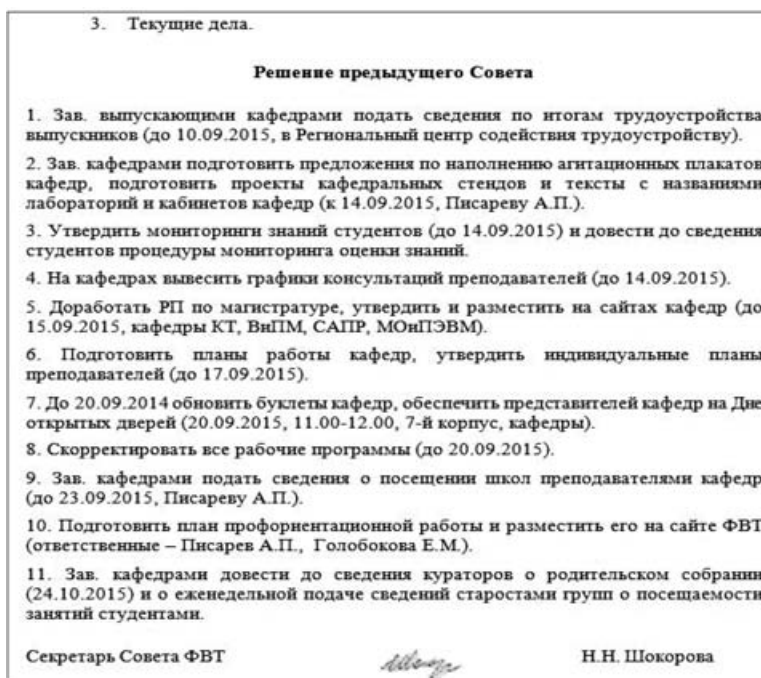 3. Текущие дела.
Решение предыдущего Совета
1. Зав. выпускающими кафедрами подать сведения по итогам трудоустройства
выпускников (до 10.09.2015, в Региональный центр содействия трудоустройству).
2. Зав. кафедрами подготовить предложения по наполнению агитационных плакатов
кафедр, подготовить проекты кафедральных стендов и тексты с названиями
лабораторий и кабинетов кафедр (к 14.09.2015, Писареву А.П.).
3. Утвердить мониторинги знаний студентов (до 14.09.2015) и довести до сведения
студентов процедуры мониторинга оценки знаний.
4. На кафедрах вывесить графики консультаций преподавателей (до 14.09.2015).
5. Доработать РП по магистратуре, утвердить и разместить на сайтах кафедр (до
15.09.2015, кафедры КТ, ВиПМ, САПР, МОиПЭВМ).
6. Подготовить планы работы кафедр, утвердить индивидуальные планы
преподавателей (до 17.09.2015).
7. До 20.09.2014 обновить буклеты кафедр, обеспечить представителей кафедр на Дне
открытых дверей (20.09.2015, 11.00-12.00, 7-й корпус, кафедры).
8. Скорректировать все рабочие программы (до 20.09.2015).
9. Зав. кафедрами подать сведения о посещении школ преподавателями кафедр
(до 23.09.2015, Писареву А.П.).
10. Подготовить план профориентационной работы и разместить его на сайте ФВТ
(ответственные – Писарев А.П., Голобокова Е.М.).
11. Зав. кафедрами довести до сведения кураторов о родительском собрании
(24.10.2015) и о еженедельной подаче сведений старостами групп о посещаемости
занятий студентами.
Секретарь Совета ФВТ Н.Н. Шокорова